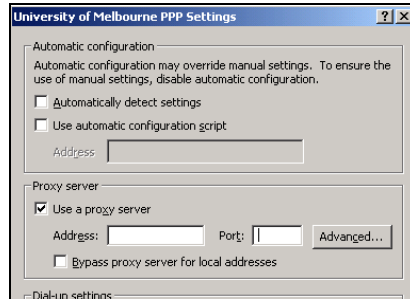 University of Melbourne PPP Settings
Automatic configuration
Automatic configuration may override manual settings. To ensure the
use of manual settings, disable automatic configuration.
Automatically detect settings
Use automatic configuration script
Address
Proxy server
Use a proxy server
Address: Port: Advanced...
Bypass proxy server for local addresses
Dial-up settings